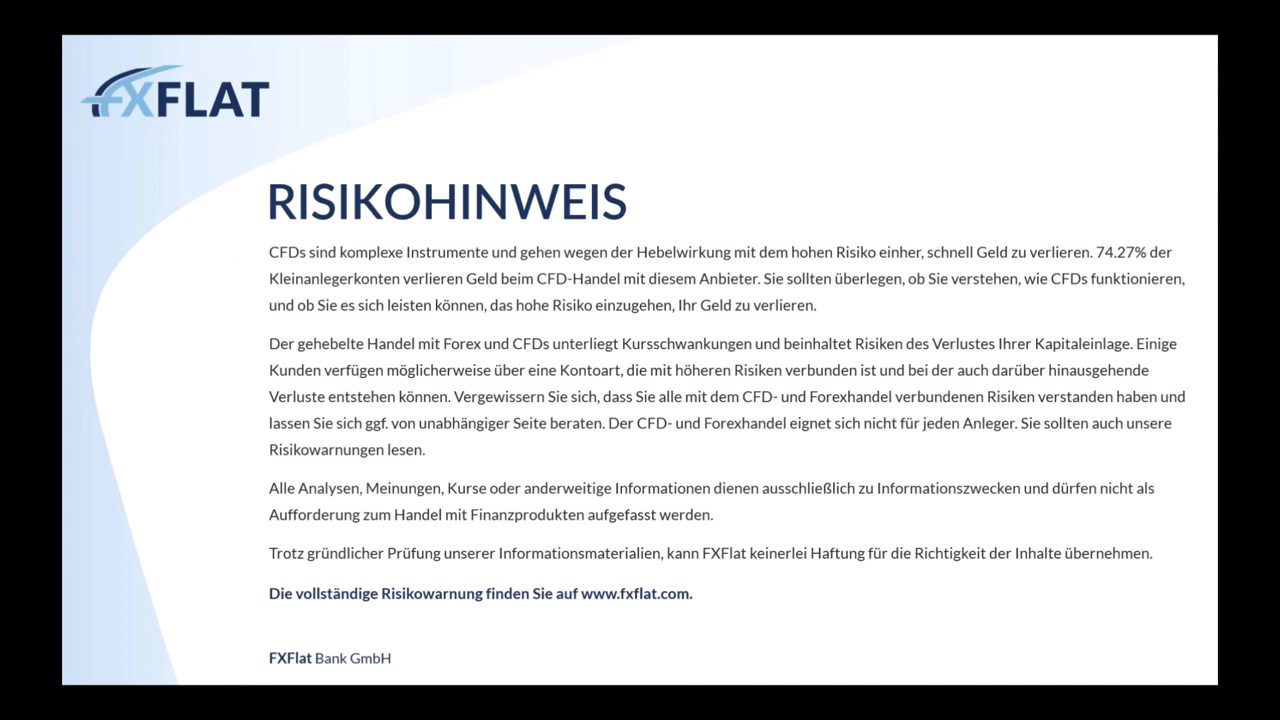 FXFLAT
RISIKOHINWEIS
CFDs sind komplexe Instrumente und gehen wegen der Hebelwirkung mit dem hohen Risiko einher, schnell Geld zu verlieren. 74.27% der
Kleinanlegerkonten verlieren Geld beim CFD-Handel mit diesem Anbieter. Sie sollten überlegen, ob Sie verstehen, wie CFDs funktionieren,
und ob Sie es sich leisten können, das hohe Risiko einzugehen, Ihr Geld zu verlieren.
Der gehebelte Handel mit Forex und CFDs unterliegt Kursschwankungen und beinhaltet Risiken des Verlustes Ihrer Kapitaleinlage. Einige
Kunden verfügen möglicherweise über eine Kontoart, die mit höheren Risiken verbunden ist und bei der auch darüber hinausgehende
Verluste entstehen können. Vergewissern Sie sich, dass Sie alle mit dem CFD- und Forexhandel verbundenen Risiken verstanden haben und
lassen Sie sich ggf. von unabhängiger Seite beraten. Der CFD- und Forexhandel eignet sich nicht für jeden Anleger. Sie sollten auch unsere
Risikowarnungen lesen.
Alle Analysen, Meinungen, Kurse oder anderweitige Informationen dienen ausschließlich zu Informationszwecken und dürfen nicht als
Aufforderung zum Handel mit Finanzprodukten aufgefasst werden.
Trotz gründlicher Prüfung unserer Informationsmaterialien, kann FXFlat keinerlei Haftung für die Richtigkeit der Inhalte übernehmen.
Die vollständige Risikowarnung finden Sie auf www.fxflat.com.
FXFlat Bank GmbH